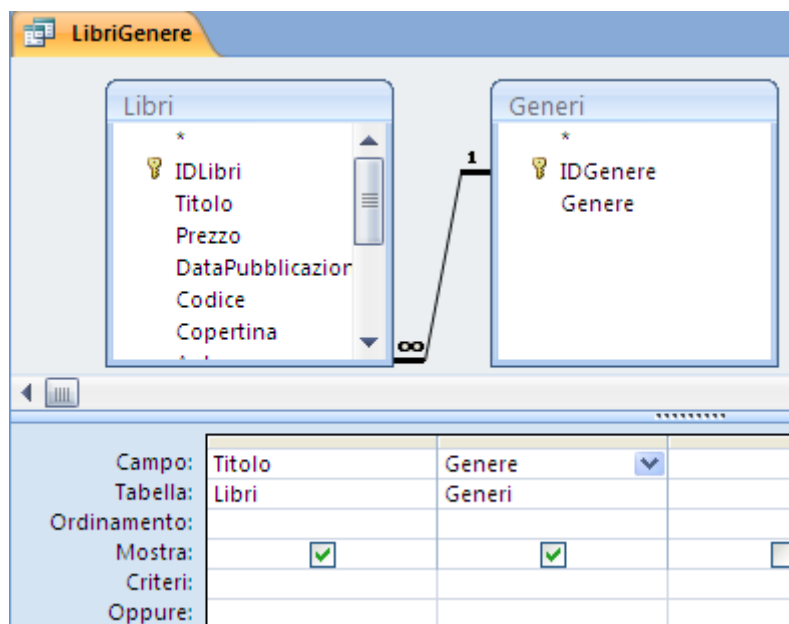 LibriGenere
Libri
*
IDLibri
Titolo
Prezzo
DataPubblicazion
Codice
Copertina
Generi
*
IDGenere
Genere
1
∞
Campo: Titolo Genere
Tabella: Libri Generi
Ordinamento:
Mostra:
Criteri:
Oppure: